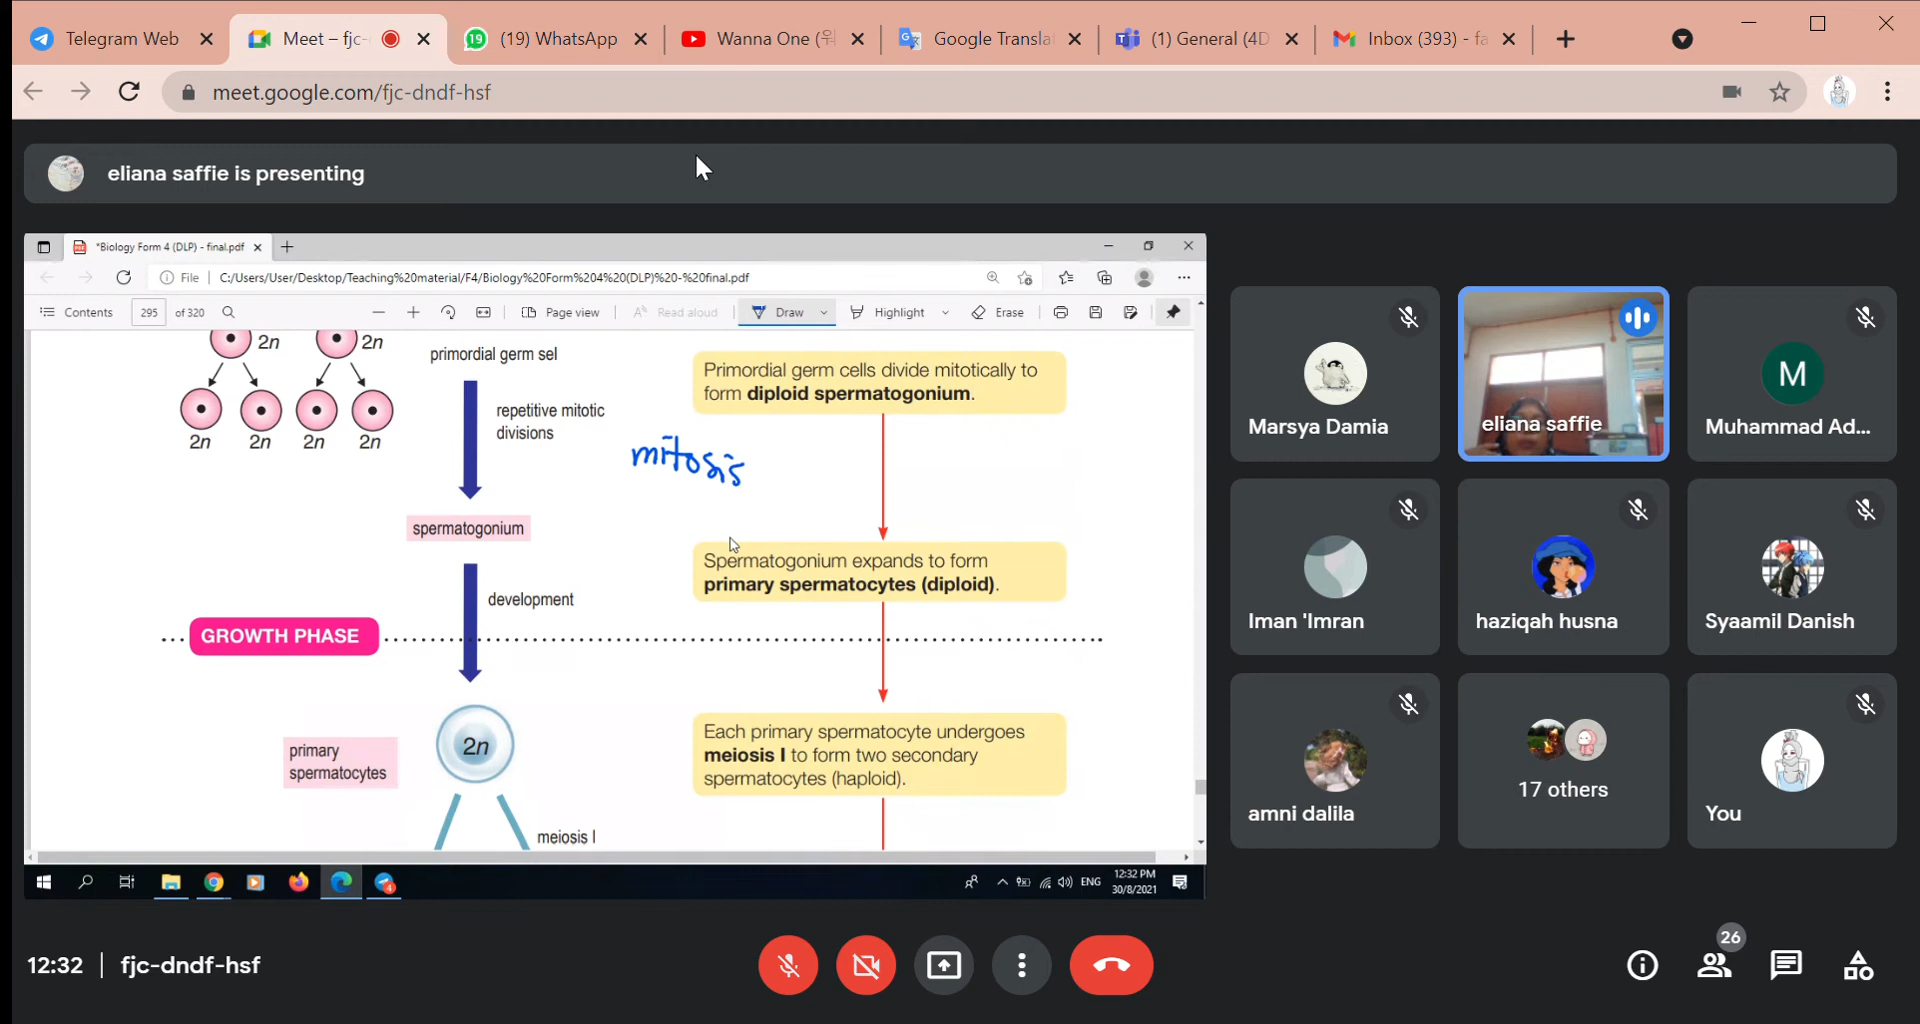 Telegram Web
Meet – fjc-
(19) WhatsApp
Wanna One (워
Google Transla
(1) General (4D
Inbox (393) - fa
meet.google.com/fjc-dndf-hsf
eliana saffie is presenting
*Biology Form 4 (DLP) - final.pdf
File
C:/Users/User/Desktop/Teaching%20material/F4/Biology%20Form%204%20(DLP)%20-%20final.pdf
Contents
295
of 320
Page view
Read aloud
Draw
Highlight
Erase
2n
2n
2n
2n
2n
2n
primordial germ sel
repetitive mitotic
divisions
mitosis
spermatogonium
development
GROWTH PHASE
primary
spermatocytes
2n
meiosis I
Primordial germ cells divide mitotically to
form diploid spermatogonium.
Spermatogonium expands to form
primary spermatocytes (diploid).
Each primary spermatocyte undergoes
meiosis I to form two secondary
spermatocytes (haploid).
ENG
12:32 PM
30/8/2021
Marsya Damia
eliana saffie
M
Muhammad Ad...
Iman 'Imran
haziqah husna
Syaamil Danish
amni dalila
17 others
You
12:32
fjc-dndf-hsf
26